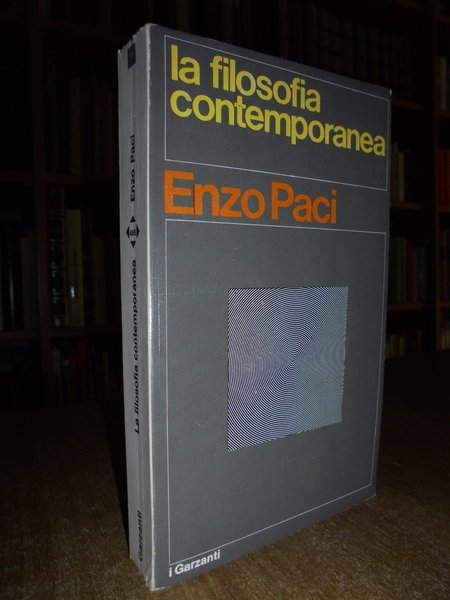 la filosofia
contemporanea
Enzo Paci
i Garzanti
La filosofia contemporanea Enzo Paci
Garzanti